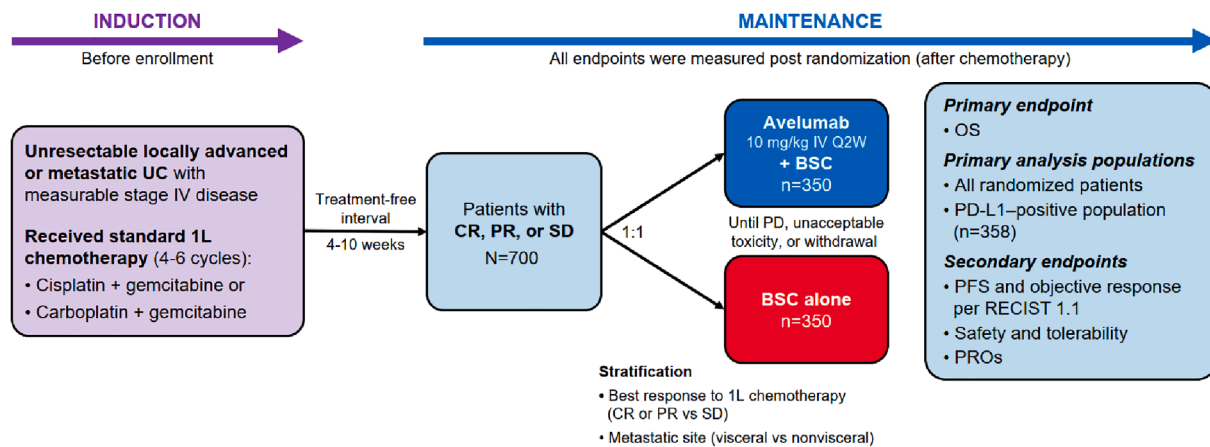 INDUCTION
Before enrollment
MAINTENANCE
All endpoints were measured post randomization (after chemotherapy)
Unresectable locally advanced
or metastatic UC with
measurable stage IV disease
Received standard 1L
chemotherapy (4-6 cycles):
• Cisplatin + gemcitabine or
• Carboplatin + gemcitabine
Treatment-free
interval
4-10 weeks
Patients with
CR, PR, or SD
N=700
1:1
Avelumab
10 mg/kg IV Q2W
+ BSC
n=350
Until PD, unacceptable
toxicity, or withdrawal
BSC alone
n=350
Stratification
• Best response to 1L chemotherapy
(CR or PR vs SD)
• Metastatic site (visceral vs nonvisceral)
Primary endpoint
• OS
Primary analysis populations
• All randomized patients
• PD-L1–positive population
(n=358)
Secondary endpoints
• PFS and objective response
per RECIST 1.1
• Safety and tolerability
• PROs